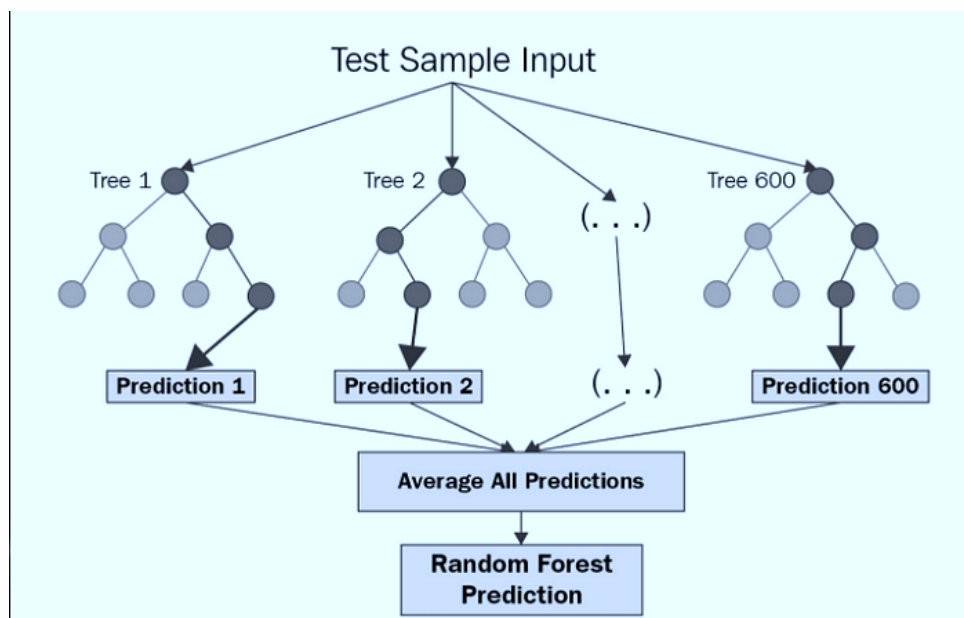 Test Sample Input
Tree 1
Tree 2
Tree 600
(. . .)
Prediction 1
Prediction 2
(. . .)
Prediction 600
Average All Predictions
Random Forest
Prediction